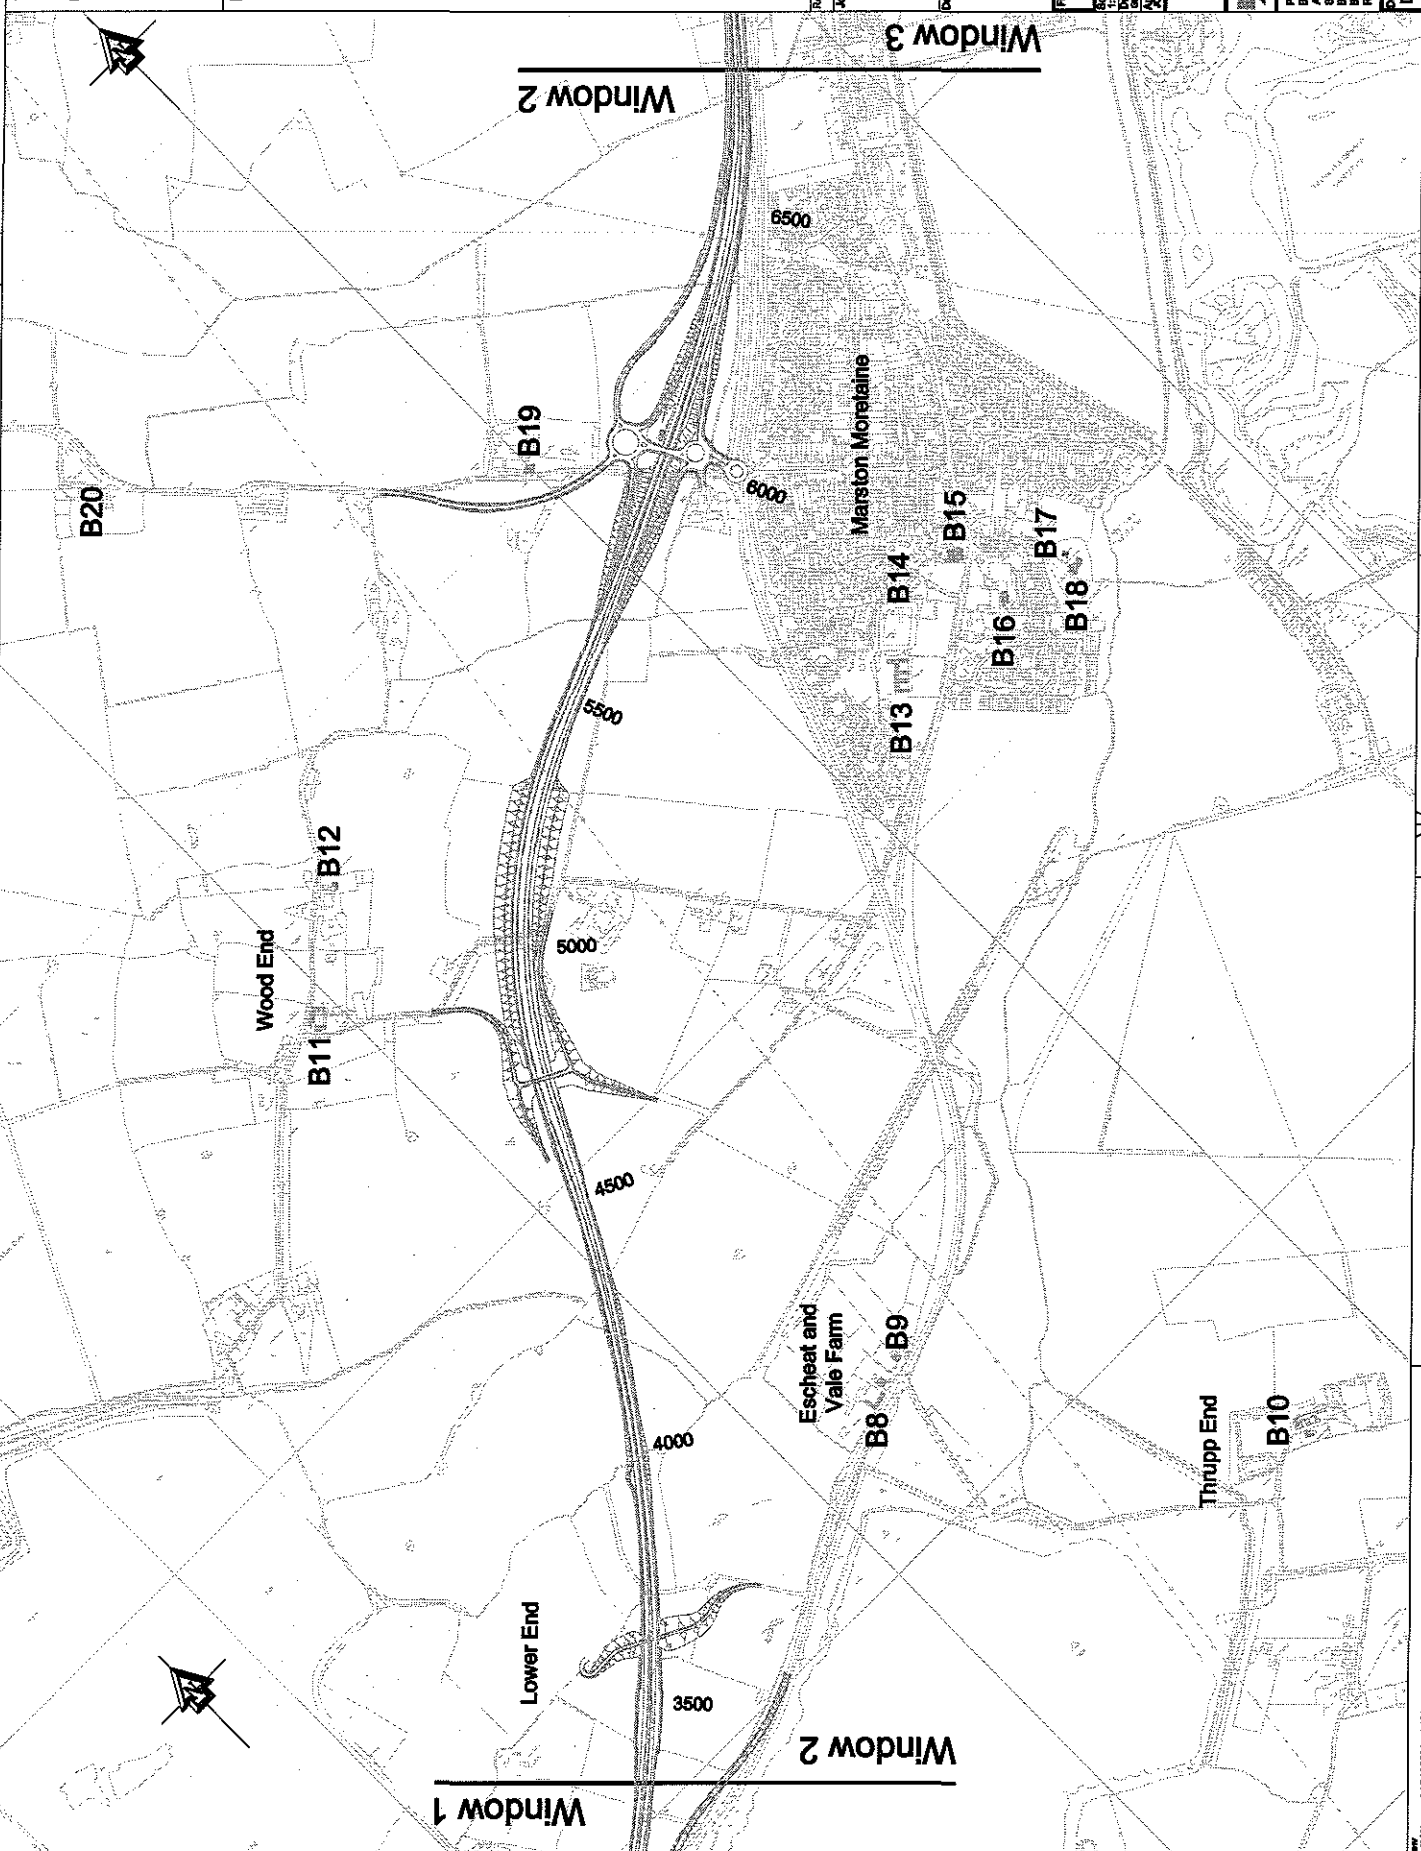 Window 3
Window 2
6500
Marston Moretaine
B19
B20
6000
B15
B17
B14
B18
B16
B13
5500
B12
Wood End
B11
5000
4500
Escheat and
Vale Farm
B9
B8
4000
Thrupp End
B10
Lower End
3500
Window 2
Window 1